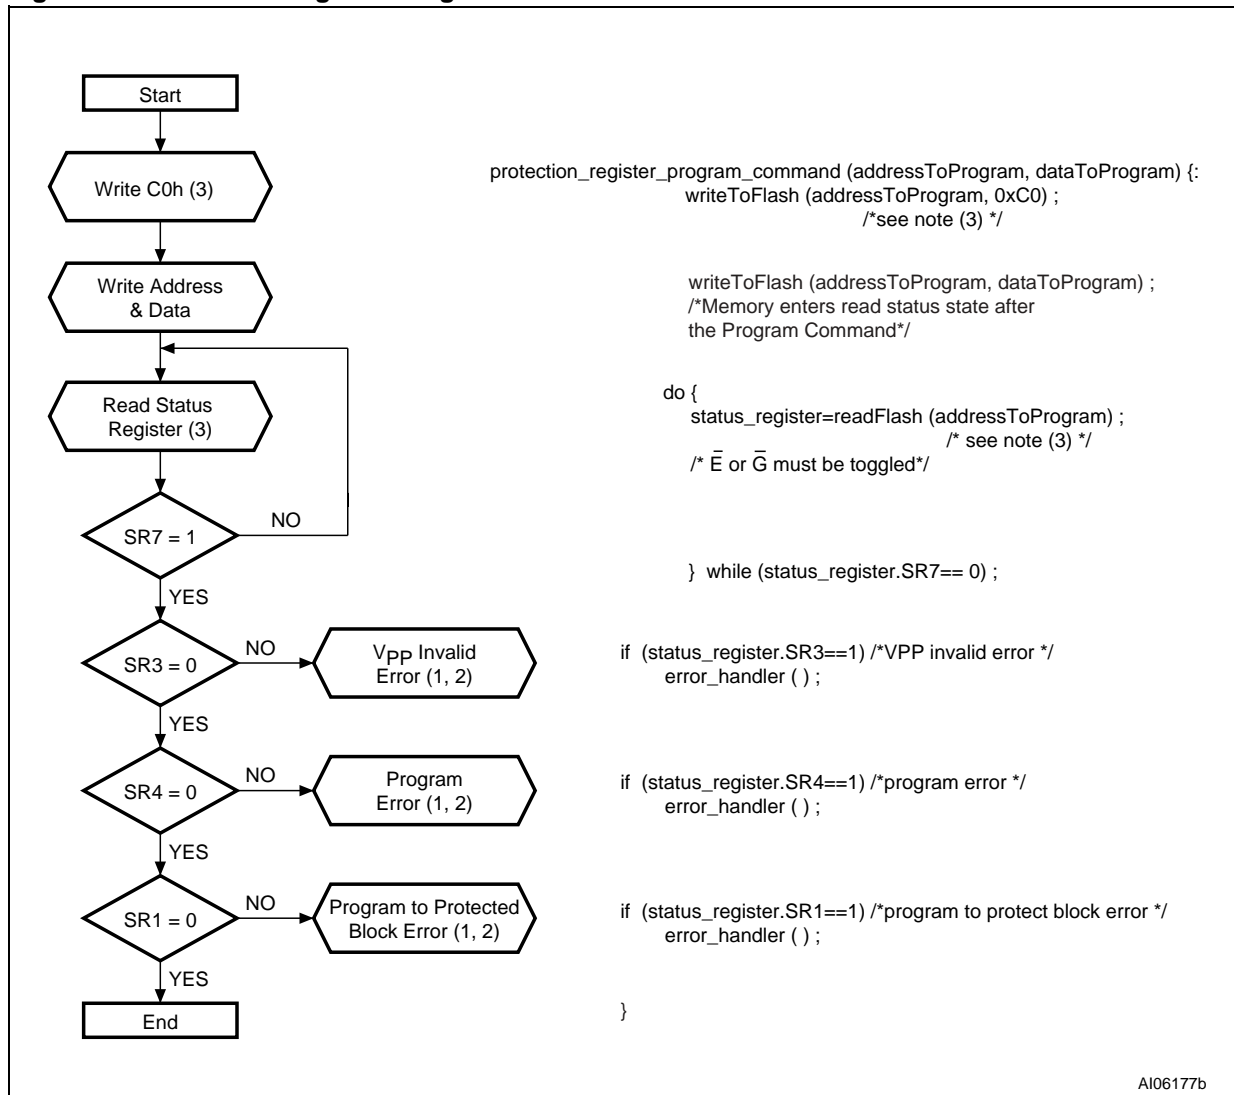 Start
Write C0h (3)
Write Address
& Data
Read Status
Register (3)
SR7 = 1
NO
YES
SR3 = 0
NO
VPP Invalid
Error (1, 2)
YES
SR4 = 0
NO
Program
Error (1, 2)
YES
SR1 = 0
NO
Program to Protected
Block Error (1, 2)
YES
End
protection_register_program_command (addressToProgram, dataToProgram) {:
writeToFlash (addressToProgram, 0xC0) ;
/*see note (3) */
writeToFlash (addressToProgram, dataToProgram) ;
/*Memory enters read status state after
the Program Command*/
do {
status_register=readFlash (addressToProgram) ;
/* see note (3) */
/* E̅ or G̅ must be toggled*/
} while (status_register.SR7== 0) ;
if (status_register.SR3==1) /*VPP invalid error */
error_handler ( ) ;
if (status_register.SR4==1) /*program error */
error_handler ( ) ;
if (status_register.SR1==1) /*program to protect block error */
error_handler ( ) ;
}
AI06177b